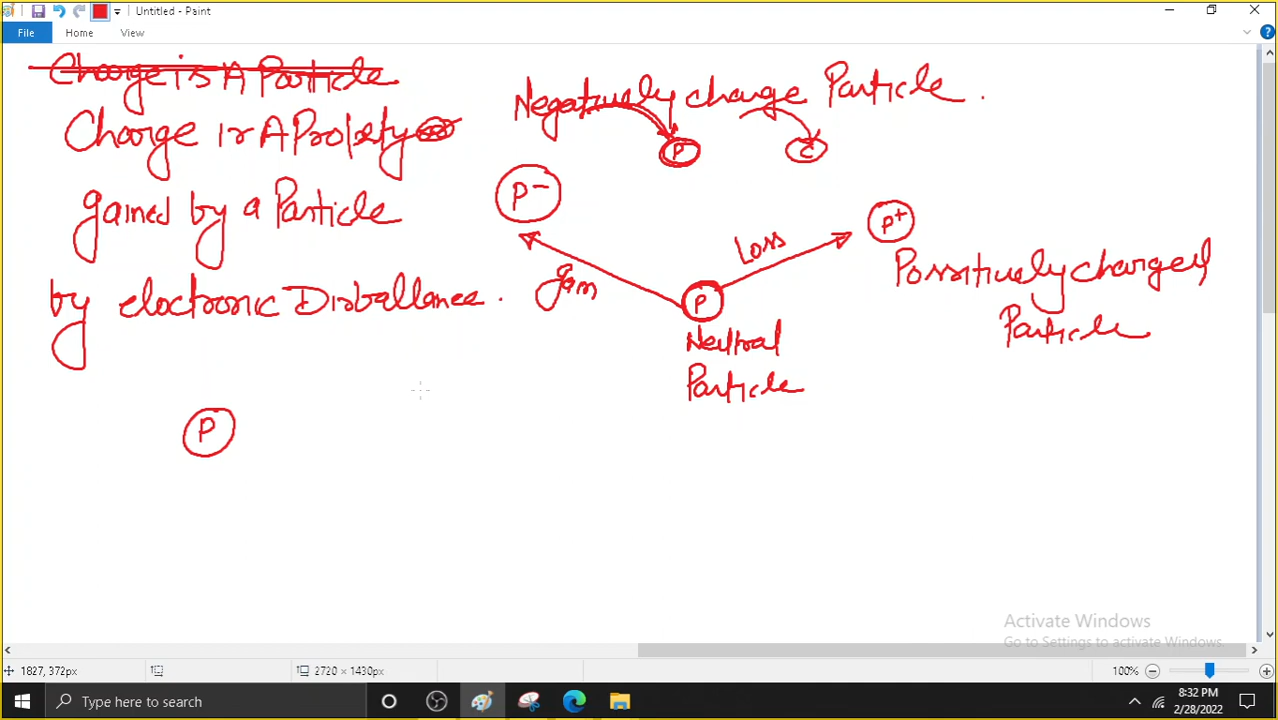 Untitled - Paint
File
Home
View
Charge is A Particle
Charge is A Property
gained by a Particle
by eloctronic Disballance.
P
Negatively charge Particle.
P
C
P-
gain
Loss
P
Neutral
Particle
P+
Possitively charged
Particle
Activate Windows
Go to Settings to activate Windows.
1827, 372px
2720 × 1430px
100%
Type here to search
8:32 PM
2/28/2022